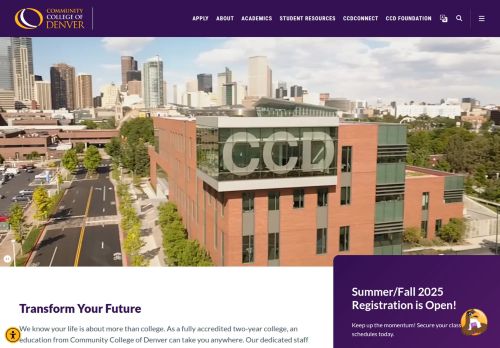 COMMUNITY
COLLEGE OF
DENVER
APPLY ABOUT ACADEMICS STUDENT RESOURCES CCDCONNECT CCD FOUNDATION
CCD
Transform Your Future
We know your life is about more than college. As a fully accredited two-year college, an
education from Community College of Denver can take you anywhere. Our dedicated staff
Summer/Fall 2025
Registration is Open!
Keep up the momentum! Secure your class
schedules today.